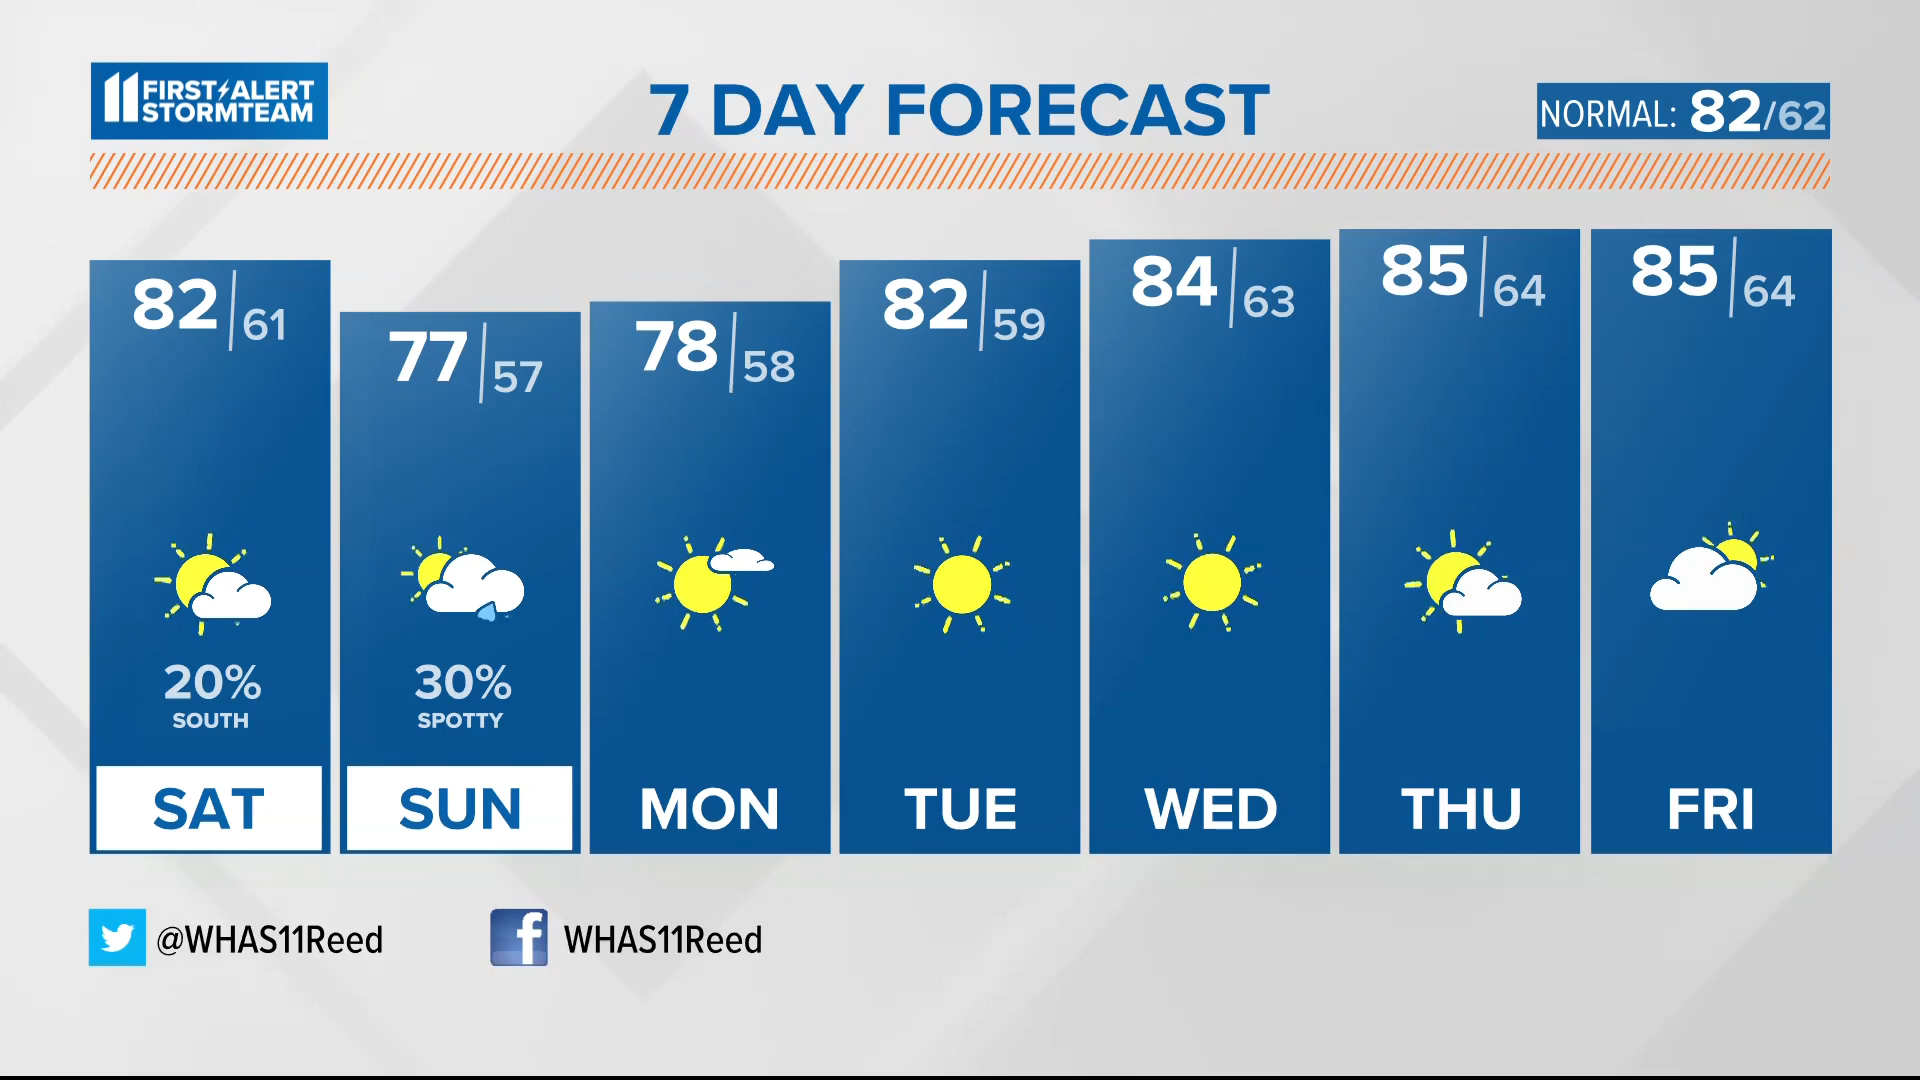 11 FIRST ALERT
STORMTEAM
7 DAY FORECAST
NORMAL: 82/62
82/61
77/57
78/58
82/59
84/63
85/64
85/64
20%
SOUTH
30%
SPOTTY
SAT
SUN
MON
TUE
WED
THU
FRI
@WHAS11Reed
f WHAS11Reed